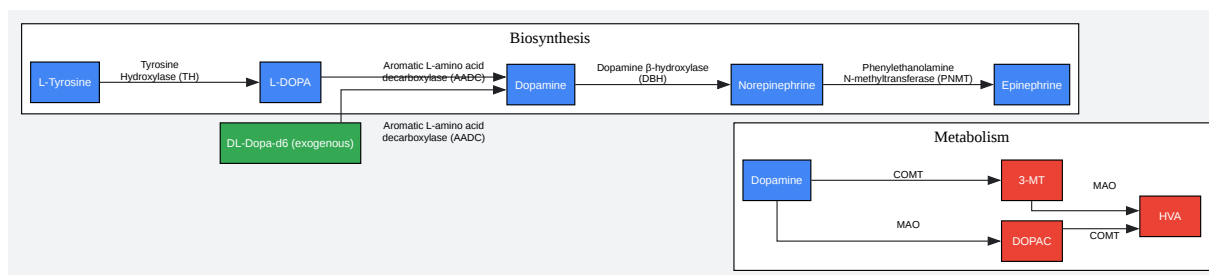 Biosynthesis
L-Tyrosine
Tyrosine
Hydroxylase (TH)
L-DOPA
Aromatic L-amino acid
decarboxylase (AADC)
Dopamine
Dopamine β-hydroxylase
(DBH)
Norepinephrine
Phenylethanolamine
N-methyltransferase (PNMT)
Epinephrine
DL-Dopa-d6 (exogenous)
Aromatic L-amino acid
decarboxylase (AADC)
Metabolism
Dopamine
COMT
3-MT
MAO
HVA
MAO
DOPAC
COMT